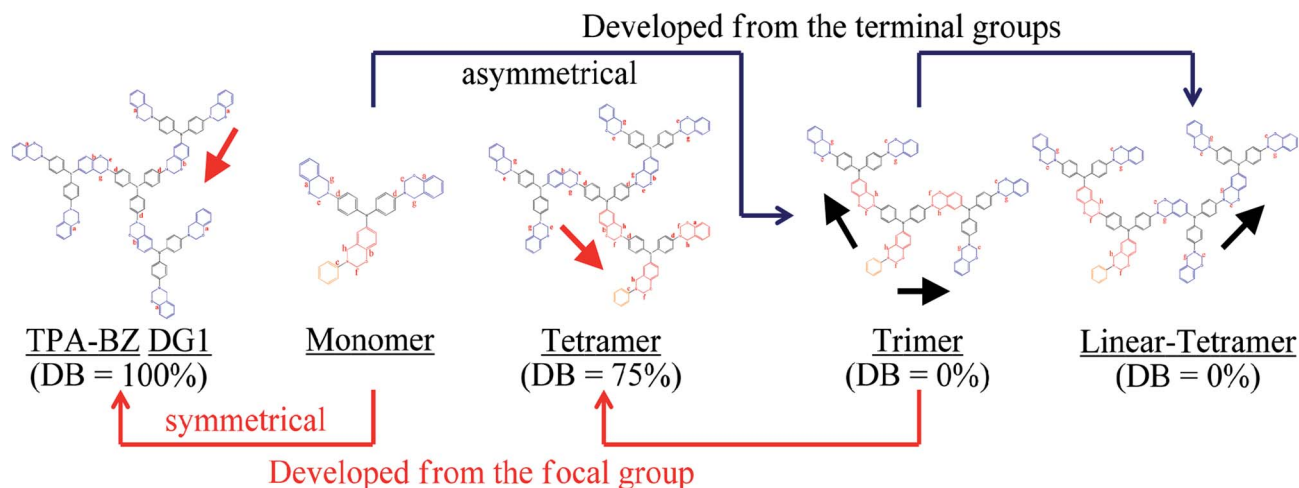 Developed from the terminal groups
asymmetrical
TPA-BZ DG1
(DB = 100%)
Monomer
Tetramer
(DB = 75%)
Trimer
(DB = 0%)
Linear-Tetramer
(DB = 0%)
symmetrical
Developed from the focal group